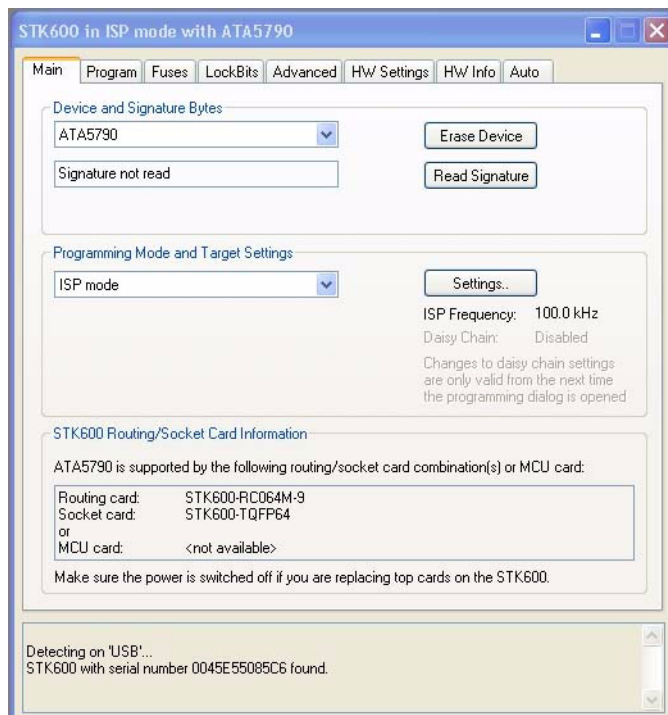 STK600 in ISP mode with ATA5790
Main Program Fuses LockBits Advanced HW Settings HW Info Auto
Device and Signature Bytes
ATA5790
Erase Device
Signature not read
Read Signature
Programming Mode and Target Settings
ISP mode
Settings..
ISP Frequency: 100.0 kHz
Daisy Chain: Disabled
Changes to daisy chain settings
are only valid from the next time
the programming dialog is opened
STK600 Routing/Socket Card Information
ATA5790 is supported by the following routing/socket card combination(s) or MCU card:
Routing card: STK600-RC064M-9
Socket card: STK600-TQFP64
or
MCU card: <not available>
Make sure the power is switched off if you are replacing top cards on the STK600.
Detecting on 'USB'...
STK600 with serial number 0045E55085C6 found.